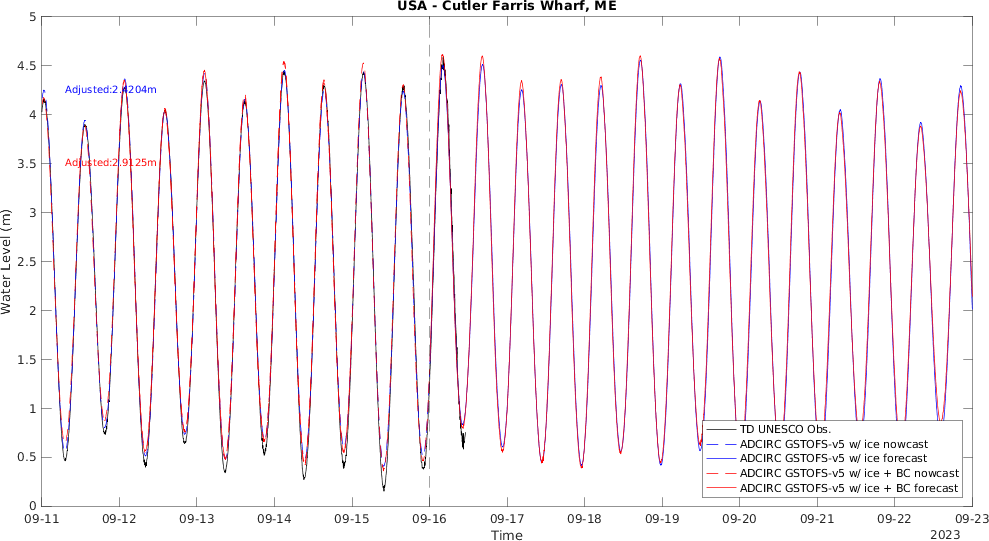 USA - Cutler Farris Wharf, ME
5
4.5
4
3.5
3
2.5
2
1.5
1
0.5
0
Water Level (m)
Adjusted:2.4204m
Adjusted:2.9125m
TD UNESCO Obs.
ADCIRC GSTOFS-v5 w/ ice nowcast
ADCIRC GSTOFS-v5 w/ ice forecast
ADCIRC GSTOFS-v5 w/ ice + BC nowcast
ADCIRC GSTOFS-v5 w/ ice + BC forecast
09-11 09-12 09-13 09-14 09-15 09-16 09-17 09-18 09-19 09-20 09-21 09-22 09-23
Time
2023